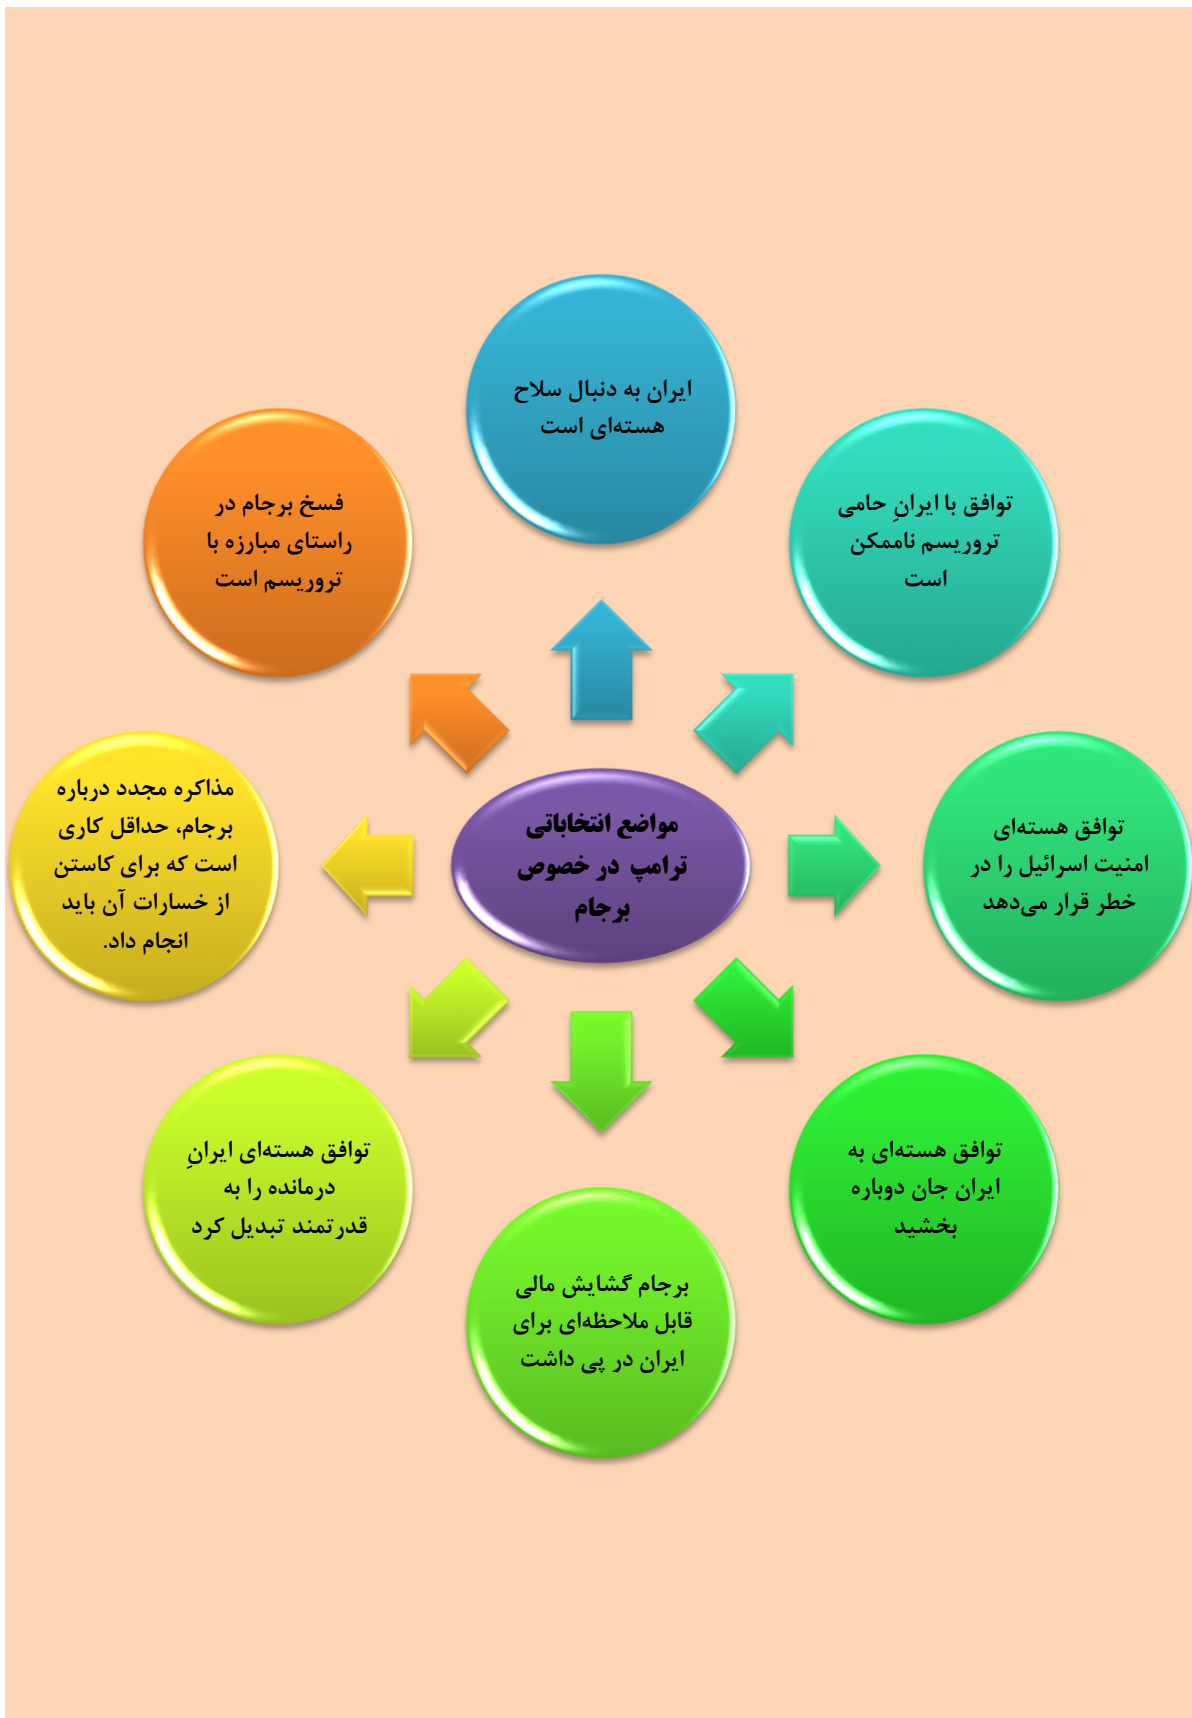 ایران به دنبال سلاح
هسته‌ای است
توافق با ایرانِ حامی
تروریسم ناممکن
است
توافق هسته‌ای
امنیت اسرائیل را در
خطر قرار می‌دهد
توافق هسته‌ای به
ایران جان دوباره
بخشید
برجام گشایش مالی
قابل ملاحظه‌ای برای
ایران در پی داشت
توافق هسته‌ای ایرانِ
درمانده را به
قدرتمند تبدیل کرد
مذاکره مجدد درباره
برجام، حداقل کاری
است که برای کاستن
از خسارات آن باید
انجام داد.
فسخ برجام در
راستای مبارزه با
تروریسم است
مواضع انتخاباتی
ترامپ در خصوص
برجام